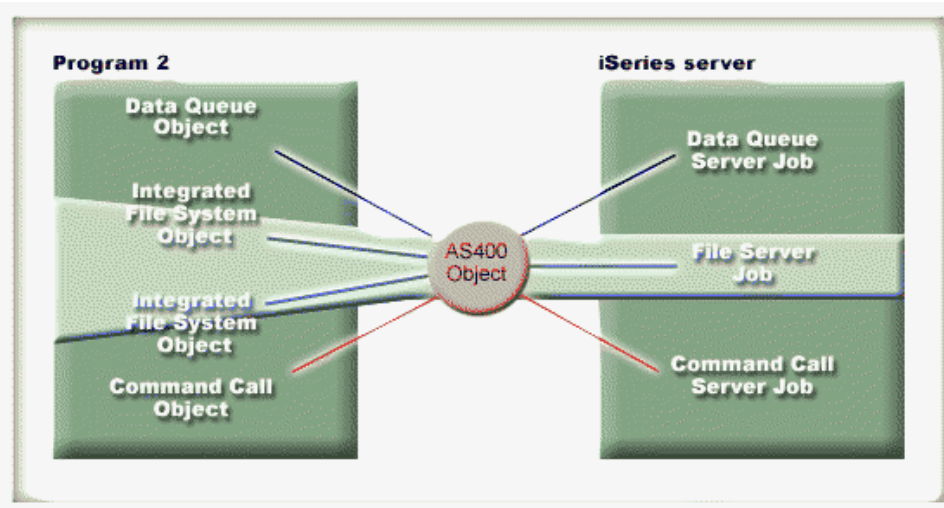 Program 2
Data Queue
Object
Integrated
File System
Object
Integrated
File System
Object
Command Call
Object
AS400
Object
iSeries server
Data Queue
Server Job
File Server
Job
Command Call
Server Job